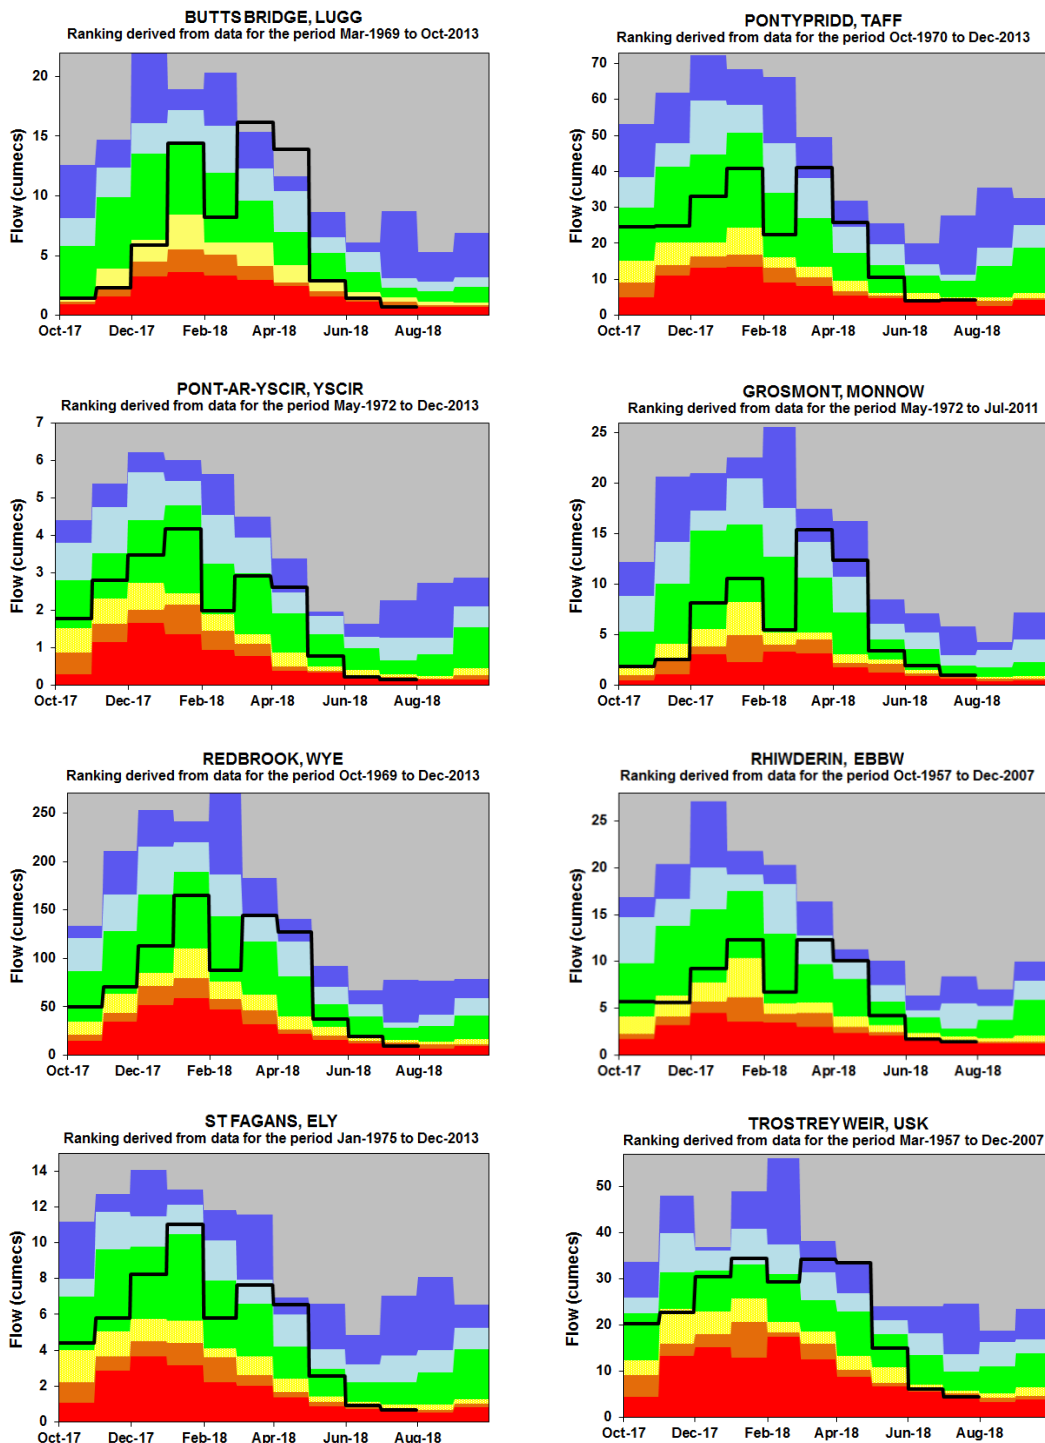 BUTTS BRIDGE, LUGG
Ranking derived from data for the period Mar-1969 to Oct-2013
Flow (cumecs)
20
15
10
5
0
Oct-17 Dec-17 Feb-18 Apr-18 Jun-18 Aug-18
PONTYPRIDD, TAFF
Ranking derived from data for the period Oct-1970 to Dec-2013
Flow (cumecs)
70
60
50
40
30
20
10
0
Oct-17 Dec-17 Feb-18 Apr-18 Jun-18 Aug-18
PONT-AR-YSCIR, YSCIR
Ranking derived from data for the period May-1972 to Dec-2013
Flow (cumecs)
7
6
5
4
3
2
1
0
Oct-17 Dec-17 Feb-18 Apr-18 Jun-18 Aug-18
GROSMONT, MONNOW
Ranking derived from data for the period May-1972 to Jul-2011
Flow (cumecs)
25
20
15
10
5
0
Oct-17 Dec-17 Feb-18 Apr-18 Jun-18 Aug-18
REDBROOK, WYE
Ranking derived from data for the period Oct-1969 to Dec-2013
Flow (cumecs)
250
200
150
100
50
0
Oct-17 Dec-17 Feb-18 Apr-18 Jun-18 Aug-18
RHIWDERIN, EBBW
Ranking derived from data for the period Oct-1957 to Dec-2007
Flow (cumecs)
25
20
15
10
5
0
Oct-17 Dec-17 Feb-18 Apr-18 Jun-18 Aug-18
ST FAGANS, ELY
Ranking derived from data for the period Jan-1975 to Dec-2013
Flow (cumecs)
14
12
10
8
6
4
2
0
Oct-17 Dec-17 Feb-18 Apr-18 Jun-18 Aug-18
TROSTREY WEIR, USK
Ranking derived from data for the period Mar-1957 to Dec-2007
Flow (cumecs)
50
40
30
20
10
0
Oct-17 Dec-17 Feb-18 Apr-18 Jun-18 Aug-18